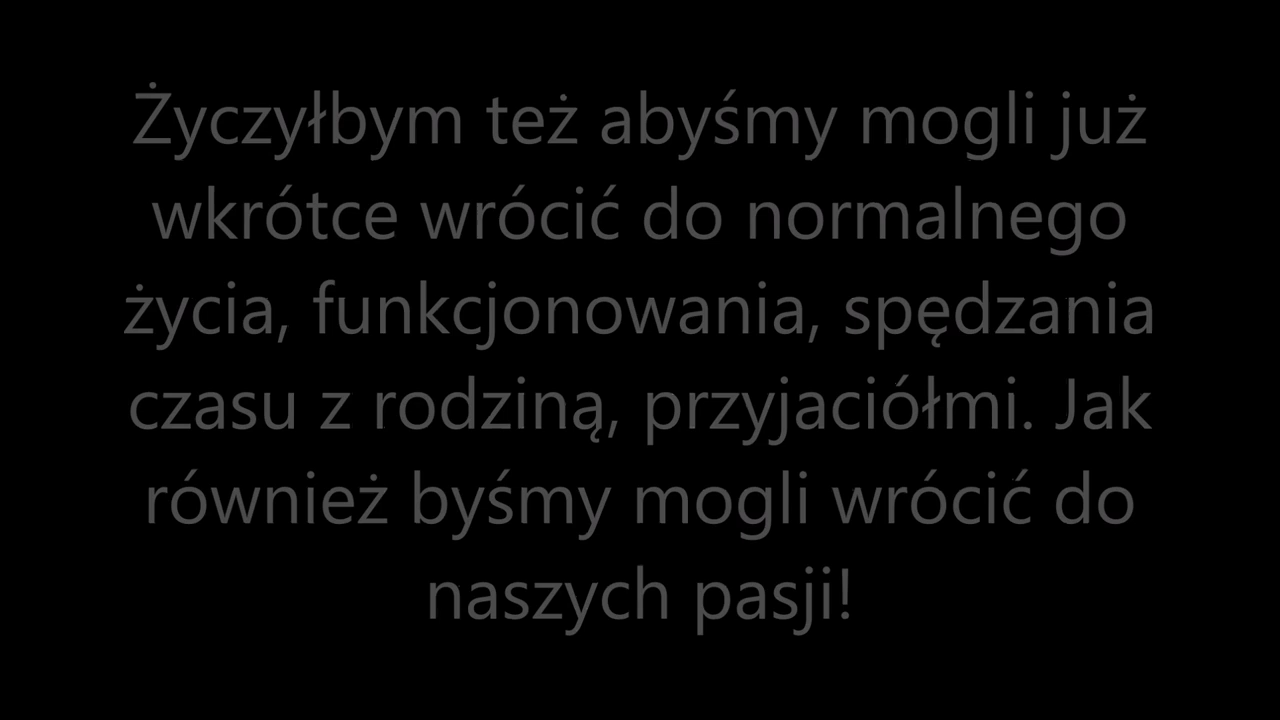 Życzyłbym też abyśmy mogli już
wkrótce wrócić do normalnego
życia, funkcjonowania, spędzania
czasu z rodziną, przyjaciółmi. Jak
również byśmy mogli wrócić do
naszych pasji!